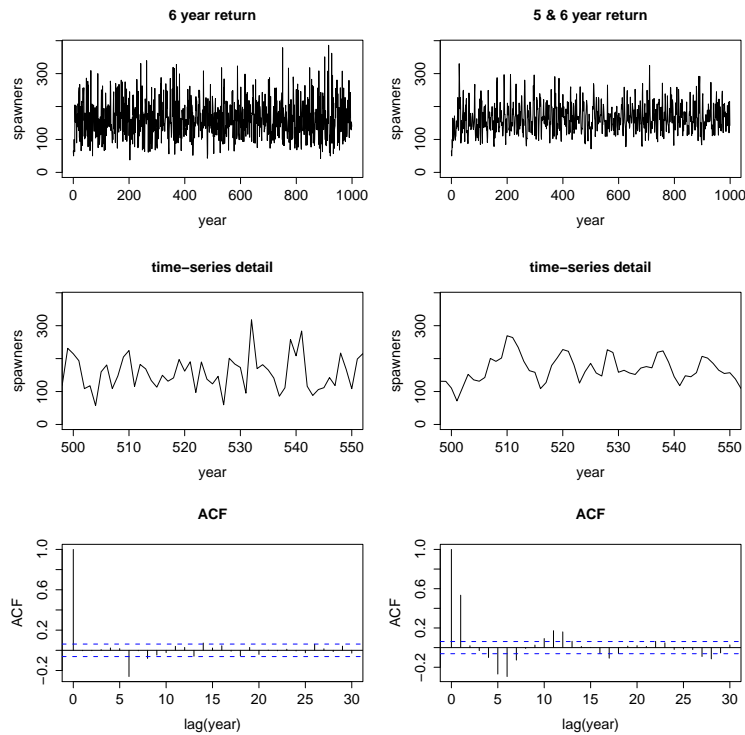 6 year return
5 & 6 year return
spawners
0 100 300
0 200 400 600 800 1000
year
spawners
0 100 300
0 200 400 600 800 1000
year
time−series detail
time−series detail
spawners
0 100 300
500 510 520 530 540 550
year
spawners
0 100 300
500 510 520 530 540 550
year
ACF
ACF
ACF
−0.2 0.2 0.6 1.0
0 5 10 15 20 25 30
lag(year)
ACF
−0.2 0.2 0.6 1.0
0 5 10 15 20 25 30
lag(year)